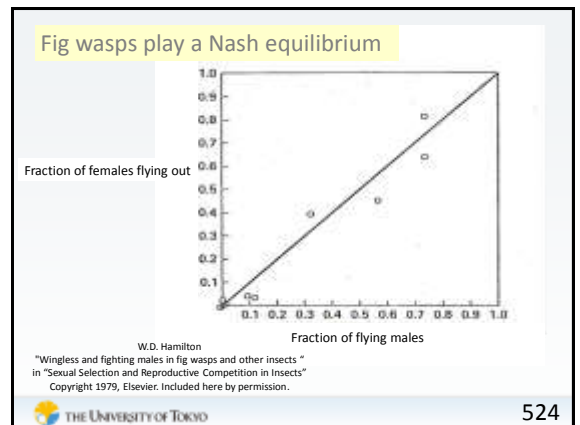 Fig wasps play a Nash equilibrium
1.0
0.9
0.8
0.7
0.6
Fraction of females flying out
0.5
0.4
0.3
0.2
0.1
0.1 0.2 0.3 0.4 0.5 0.6 0.7 0.8 0.9 1.0
Fraction of flying males
W.D. Hamilton
"Wingless and fighting males in fig wasps and other insects "
in "Sexual Selection and Reproductive Competition in Insects"
Copyright 1979, Elsevier. Included here by permission.
THE UNIVERSITY OF TOKYO
524